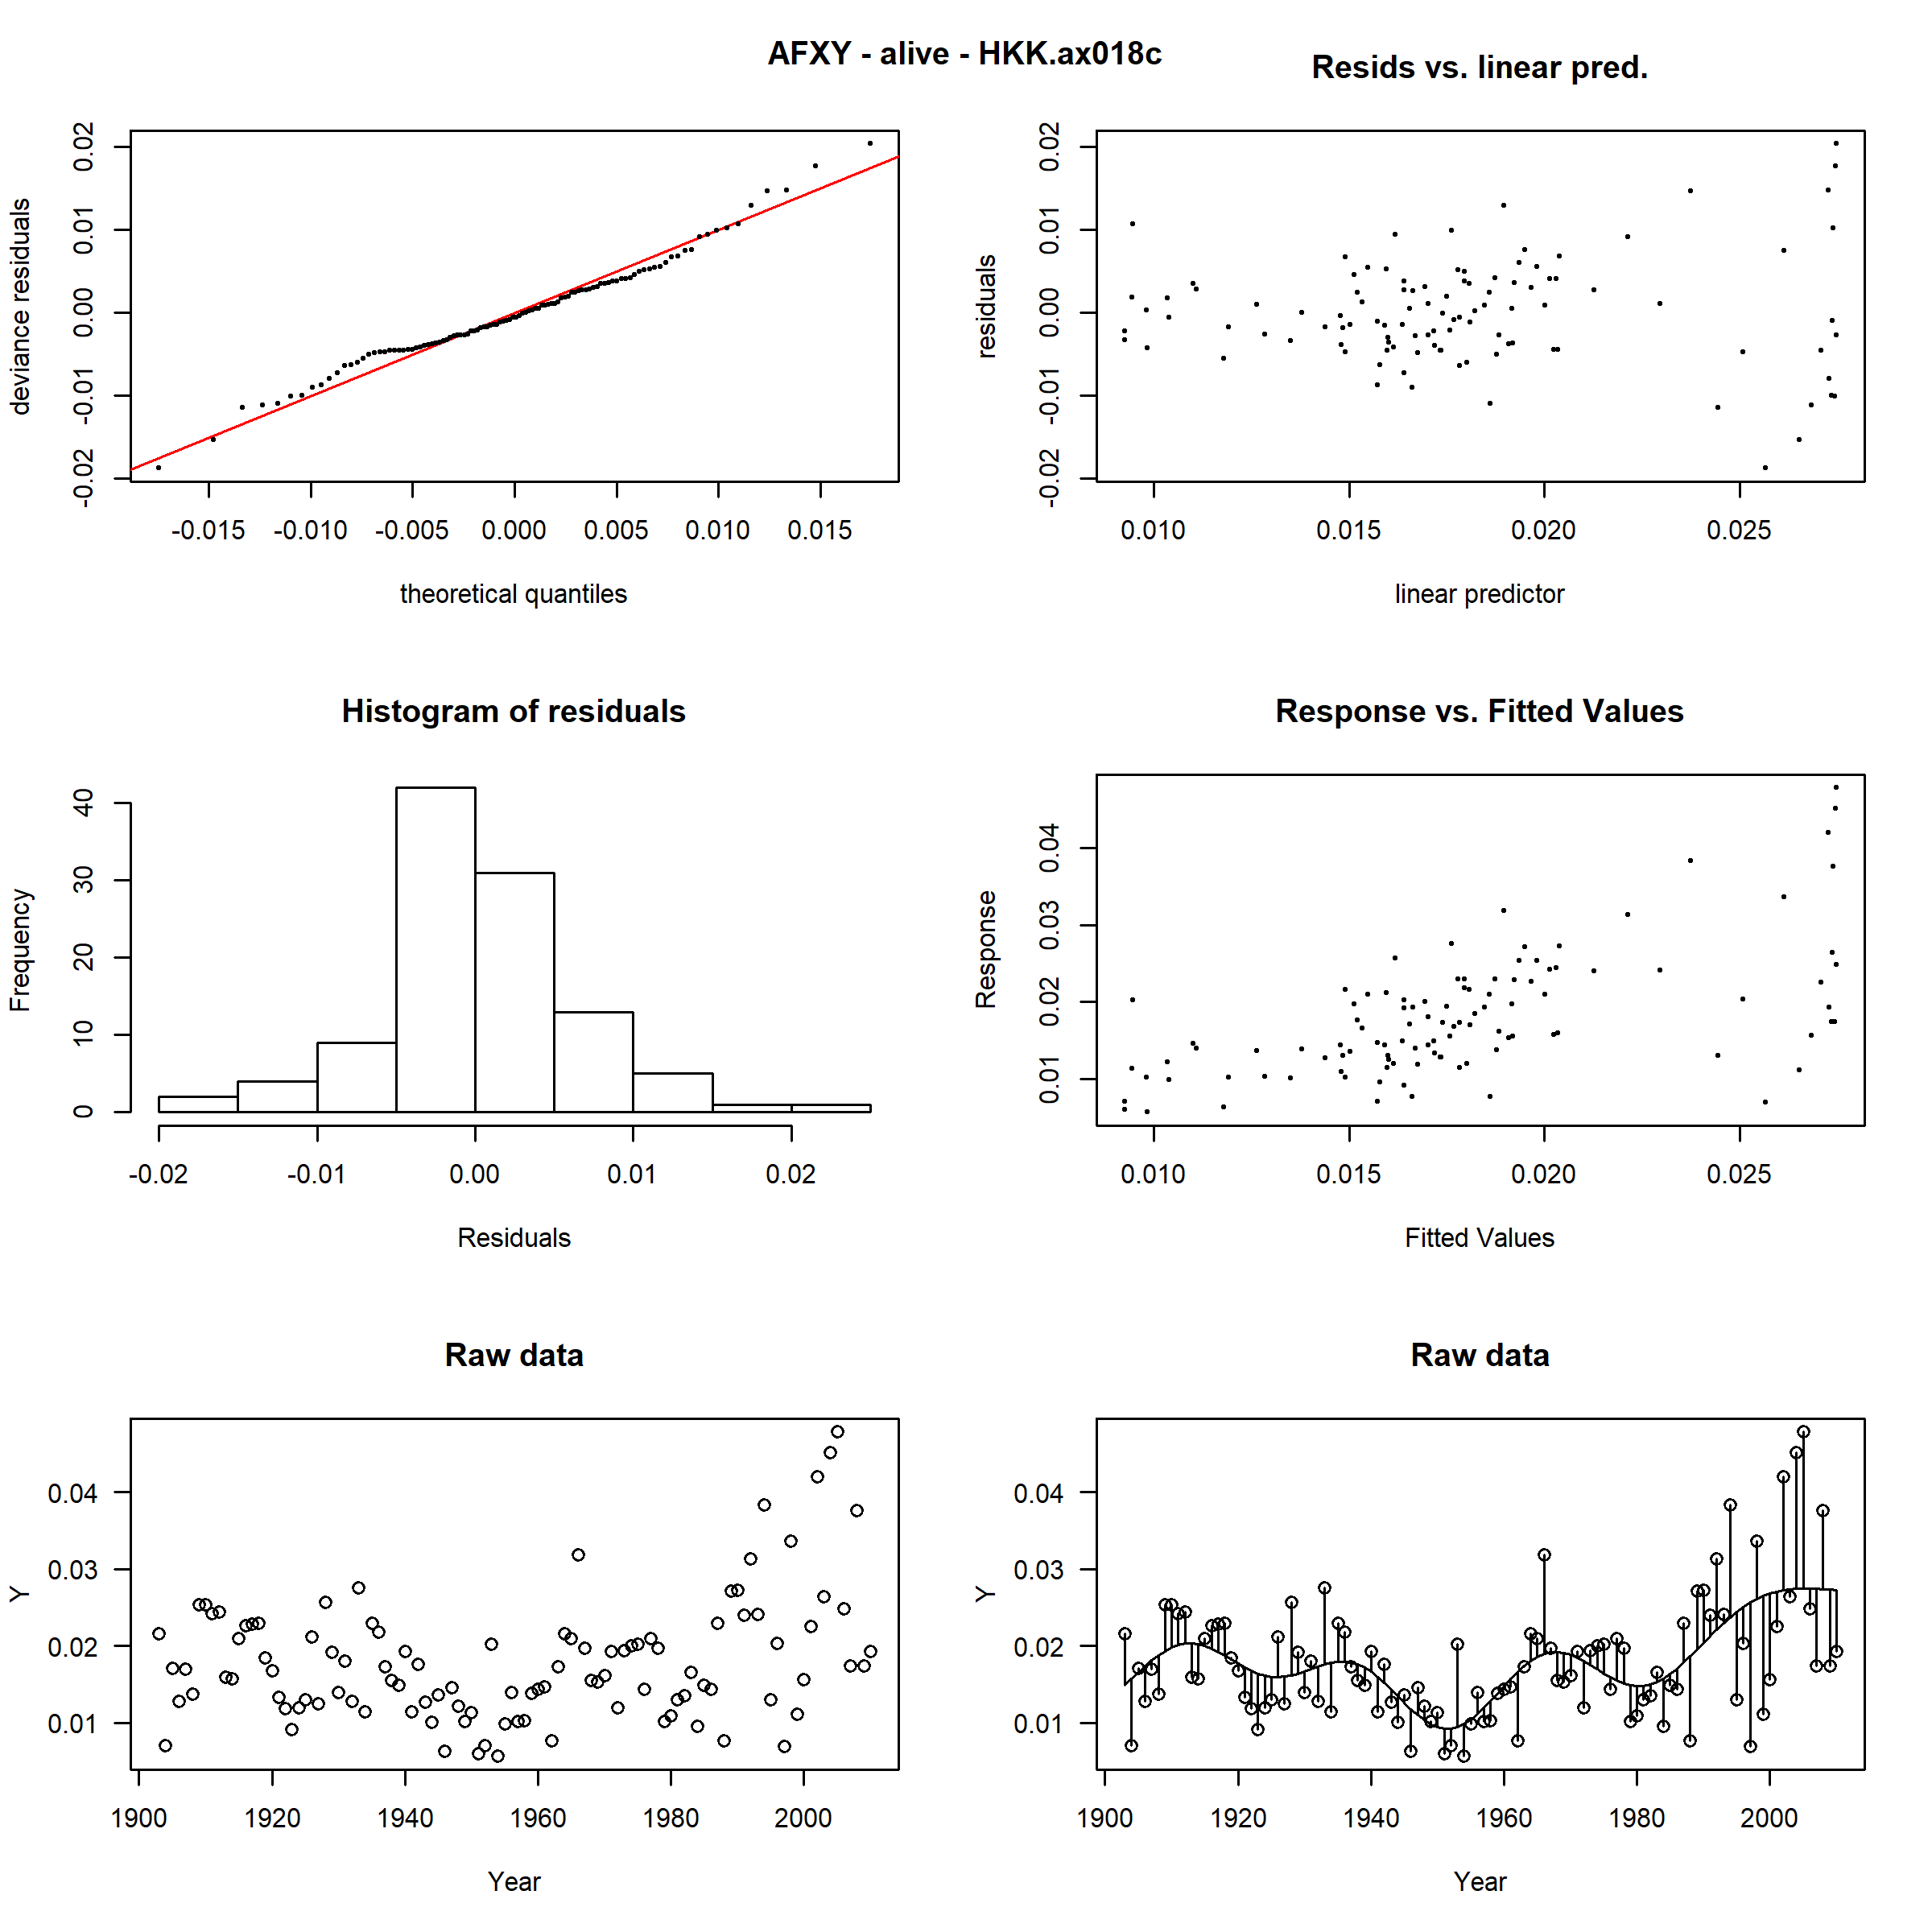 AFXY - alive - HKK.ax018c
deviance residuals
-0.02 -0.01 0.00 0.01 0.02
-0.015 -0.010 -0.005 0.000 0.005 0.010 0.015
theoretical quantiles
Resids vs. linear pred.
residuals
-0.02 -0.01 0.00 0.01 0.02
0.010 0.015 0.020 0.025
linear predictor
Histogram of residuals
Frequency
0 10 20 30 40
-0.02 -0.01 0.00 0.01 0.02
Residuals
Response vs. Fitted Values
Response
0.01 0.02 0.03 0.04
0.010 0.015 0.020 0.025
Fitted Values
Raw data
Y
0.04
0.03
0.02
0.01
1900 1920 1940 1960 1980 2000
Year
Raw data
Y
0.04
0.03
0.02
0.01
1900 1920 1940 1960 1980 2000
Year